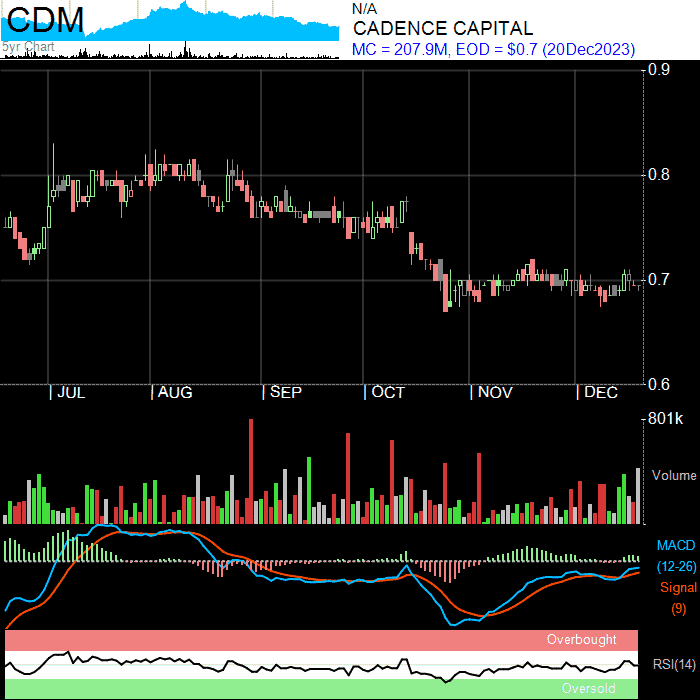 CDM
5yr Chart
N/A
CADENCE CAPITAL
MC = 207.9M, EOD = $0.7 (20Dec2023)
0.9
0.8
0.7
0.6
JUL
AUG
SEP
OCT
NOV
DEC
801k
Volume
MACD
(12-26)
Signal
(9)
Overbought
RSI(14)
Oversold